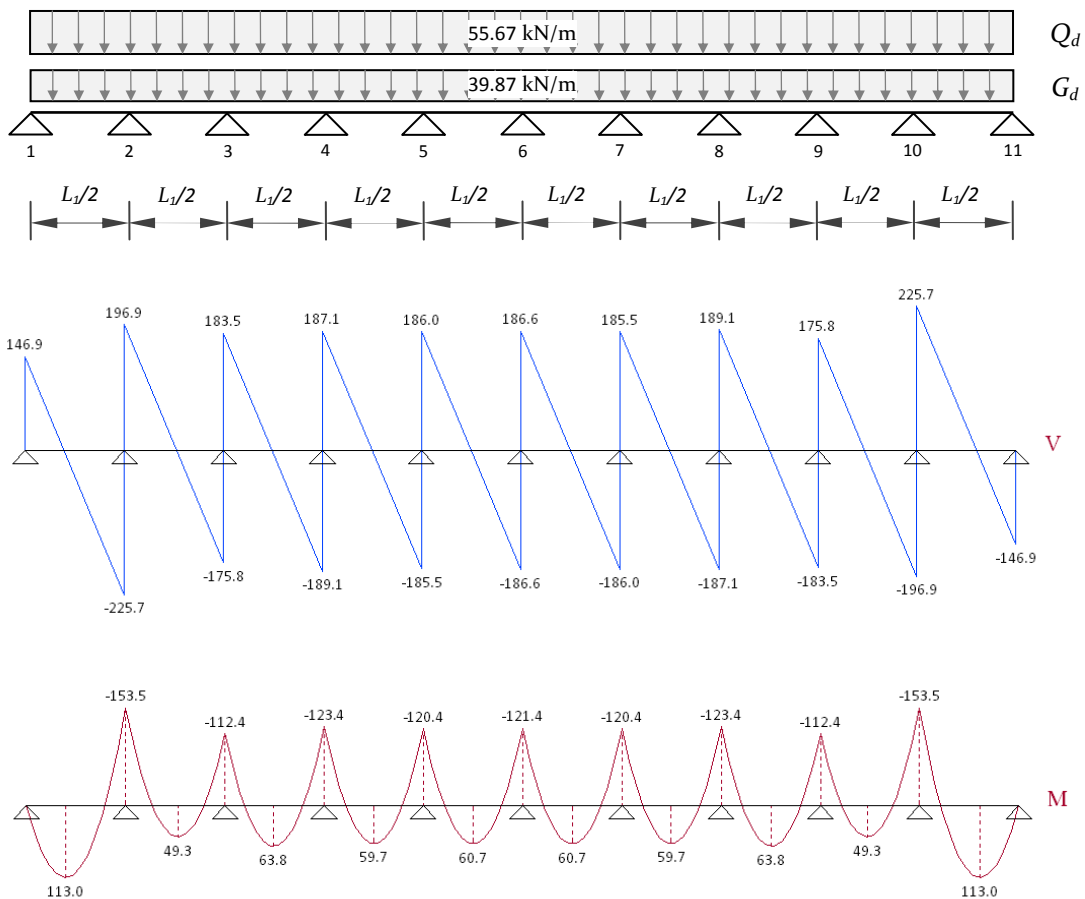 55.67 kN/m Q_d
39.87 kN/m G_d
1 2 3 4 5 6 7 8 9 10 11
L₁/2 L₁/2 L₁/2 L₁/2 L₁/2 L₁/2 L₁/2 L₁/2 L₁/2 L₁/2
146.9 196.9 183.5 187.1 186.0 186.6 185.5 189.1 175.8 225.7
V
-225.7 -175.8 -189.1 -185.5 -186.6 -186.0 -187.1 -183.5 -196.9 -146.9
-153.5 -112.4 -123.4 -120.4 -121.4 -120.4 -123.4 -112.4 -153.5
M
113.0 49.3 63.8 59.7 60.7 60.7 59.7 63.8 49.3 113.0